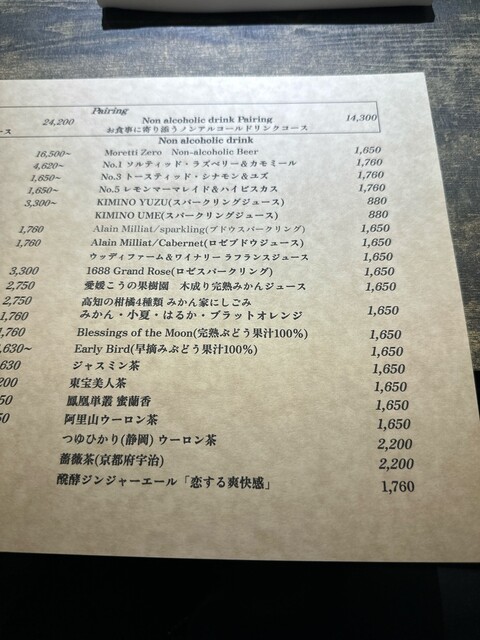 Pairing
Non alcoholic drink Pairing 14,300
お食事に寄り添うノンアルコールドリンクコース
Non alcoholic drink
Moretti Zero Non-alcoholic Beer 1,650
No.1 ソルティッド・ラズベリー＆カモミール 1,760
No.3 トースティッド・シナモン＆ユズ 1,760
No.5 レモンマーマレイド＆ハイビスカス 1,760
KIMINO YUZU(スパークリングジュース) 880
KIMINO UME(スパークリングジュース) 880
Alain Milliat/sparkling(ブドウスパークリング) 1,650
Alain Milliat/Cabernet(ロゼブドウジュース) 1,650
ウッディファーム＆ワイナリー ラフランスジュース 1,650
1688 Grand Rose(ロゼスパークリング) 1,650
愛媛こうの果樹園 木成り完熟みかんジュース 1,650
高知の柑橘4種類 みかん家にしごみ
みかん・小夏・はるか・ブラットオレンジ 1,650
Blessings of the Moon(完熟ぶどう果汁100%) 1,650
Early Bird(早摘みぶどう果汁100%) 1,650
ジャスミン茶 1,650
東宝美人茶 1,650
鳳凰単叢 蜜蘭香 1,650
阿里山ウーロン茶 1,650
つゆひかり(静岡) ウーロン茶 2,200
薔薇茶(京都府宇治) 2,200
醗酵ジンジャーエール「恋する爽快感」 1,760
ース 24,200
16,500~
4,620~
1,650~
1,650~
3,300~
1,760
1,760
3,300
2,750
2,750
1,760
1,760